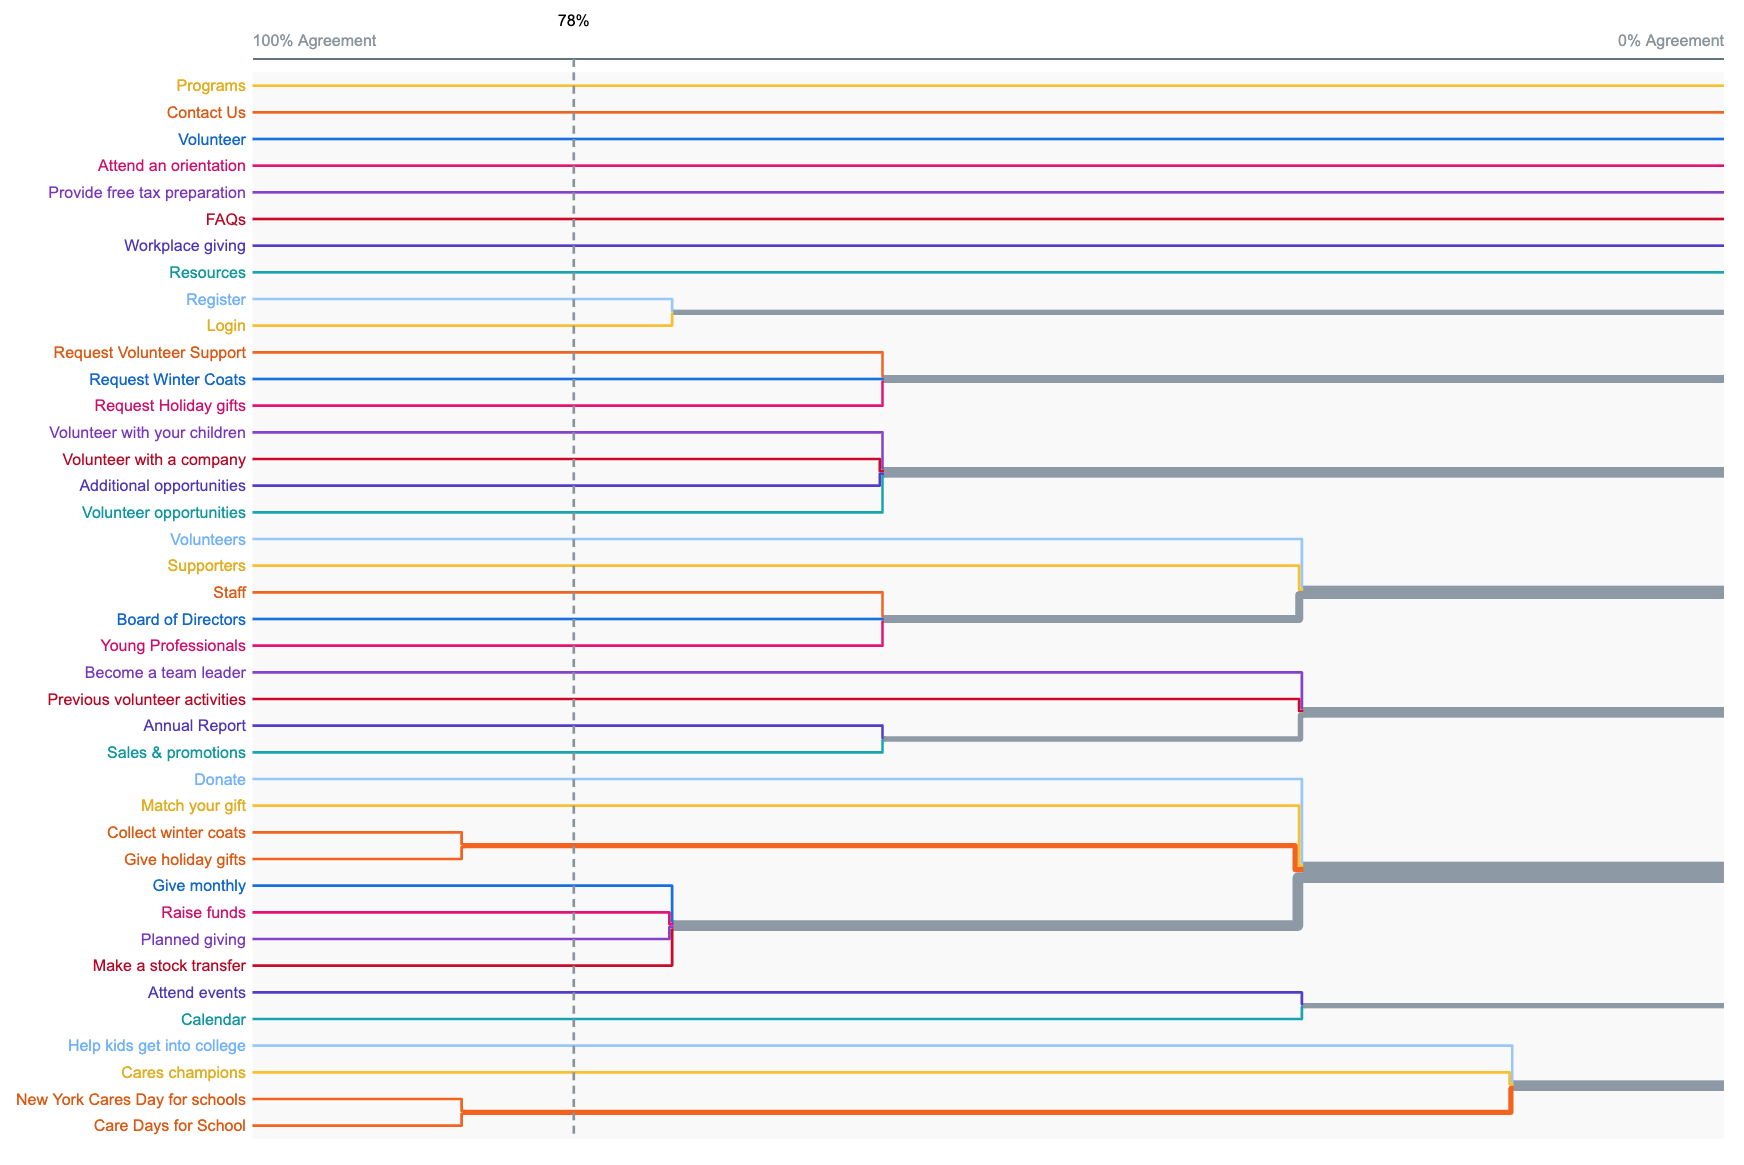 78%
100% Agreement
0% Agreement
Programs
Contact Us
Volunteer
Attend an orientation
Provide free tax preparation
FAQs
Workplace giving
Resources
Register
Login
Request Volunteer Support
Request Winter Coats
Request Holiday gifts
Volunteer with your children
Volunteer with a company
Additional opportunities
Volunteer opportunities
Volunteers
Supporters
Staff
Board of Directors
Young Professionals
Become a team leader
Previous volunteer activities
Annual Report
Sales & promotions
Donate
Match your gift
Collect winter coats
Give holiday gifts
Give monthly
Raise funds
Planned giving
Make a stock transfer
Attend events
Calendar
Help kids get into college
Cares champions
New York Cares Day for schools
Care Days for School